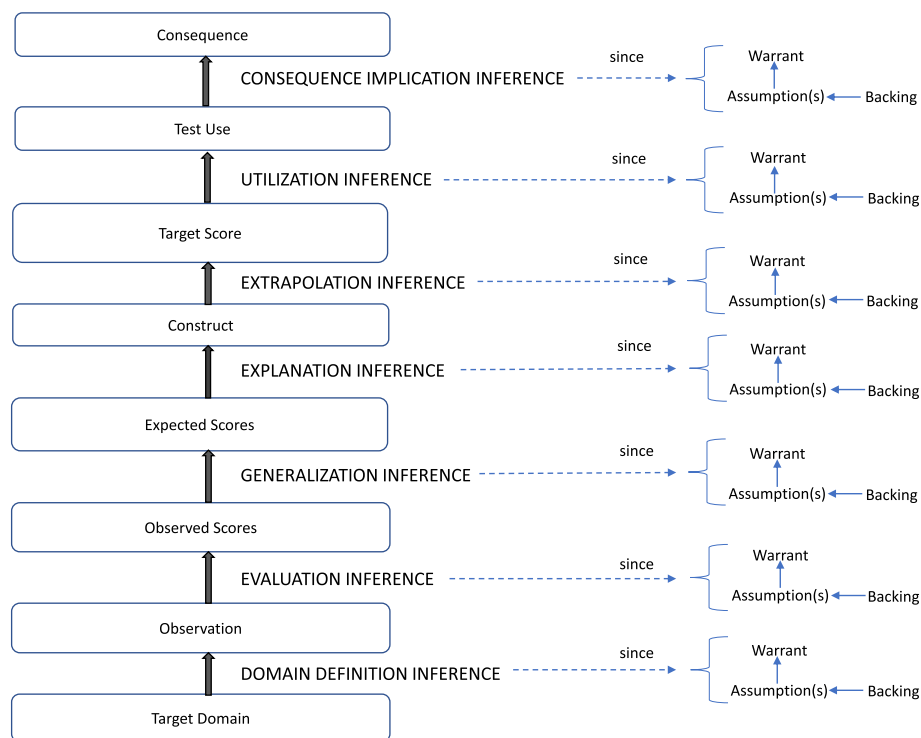 Consequence
since
Warrant
CONSEQUENCE IMPLICATION INFERENCE
Assumption(s)
Backing
Test Use
since
Warrant
UTILIZATION INFERENCE
Assumption(s)
Backing
Target Score
since
Warrant
EXTRAPOLATION INFERENCE
Assumption(s)
Backing
Construct
since
Warrant
EXPLANATION INFERENCE
Assumption(s)
Backing
Expected Scores
since
Warrant
GENERALIZATION INFERENCE
Assumption(s)
Backing
Observed Scores
since
Warrant
EVALUATION INFERENCE
Assumption(s)
Backing
Observation
since
Warrant
DOMAIN DEFINITION INFERENCE
Assumption(s)
Backing
Target Domain